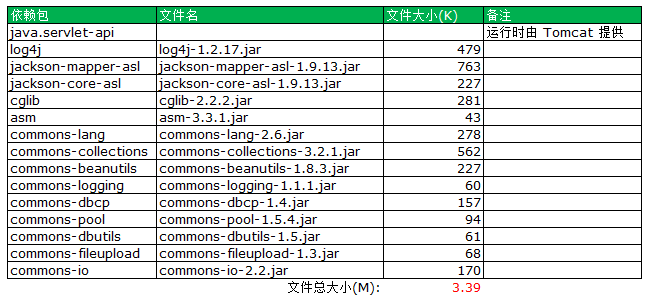 依赖包 文件名 文件大小(K) 备注
java.servlet-api 运行时由 Tomcat 提供
log4j log4j-1.2.17.jar 479
jackson-mapper-asl jackson-mapper-asl-1.9.13.jar 763
jackson-core-asl jackson-core-asl-1.9.13.jar 227
cglib cglib-2.2.2.jar 281
asm asm-3.3.1.jar 43
commons-lang commons-lang-2.6.jar 278
commons-collections commons-collections-3.2.1.jar 562
commons-beanutils commons-beanutils-1.8.3.jar 227
commons-logging commons-logging-1.1.1.jar 60
commons-dbcp commons-dbcp-1.4.jar 157
commons-pool commons-pool-1.5.4.jar 94
commons-dbutils commons-dbutils-1.5.jar 61
commons-fileupload commons-fileupload-1.3.jar 68
commons-io commons-io-2.2.jar 170
文件总大小(M): 3.39